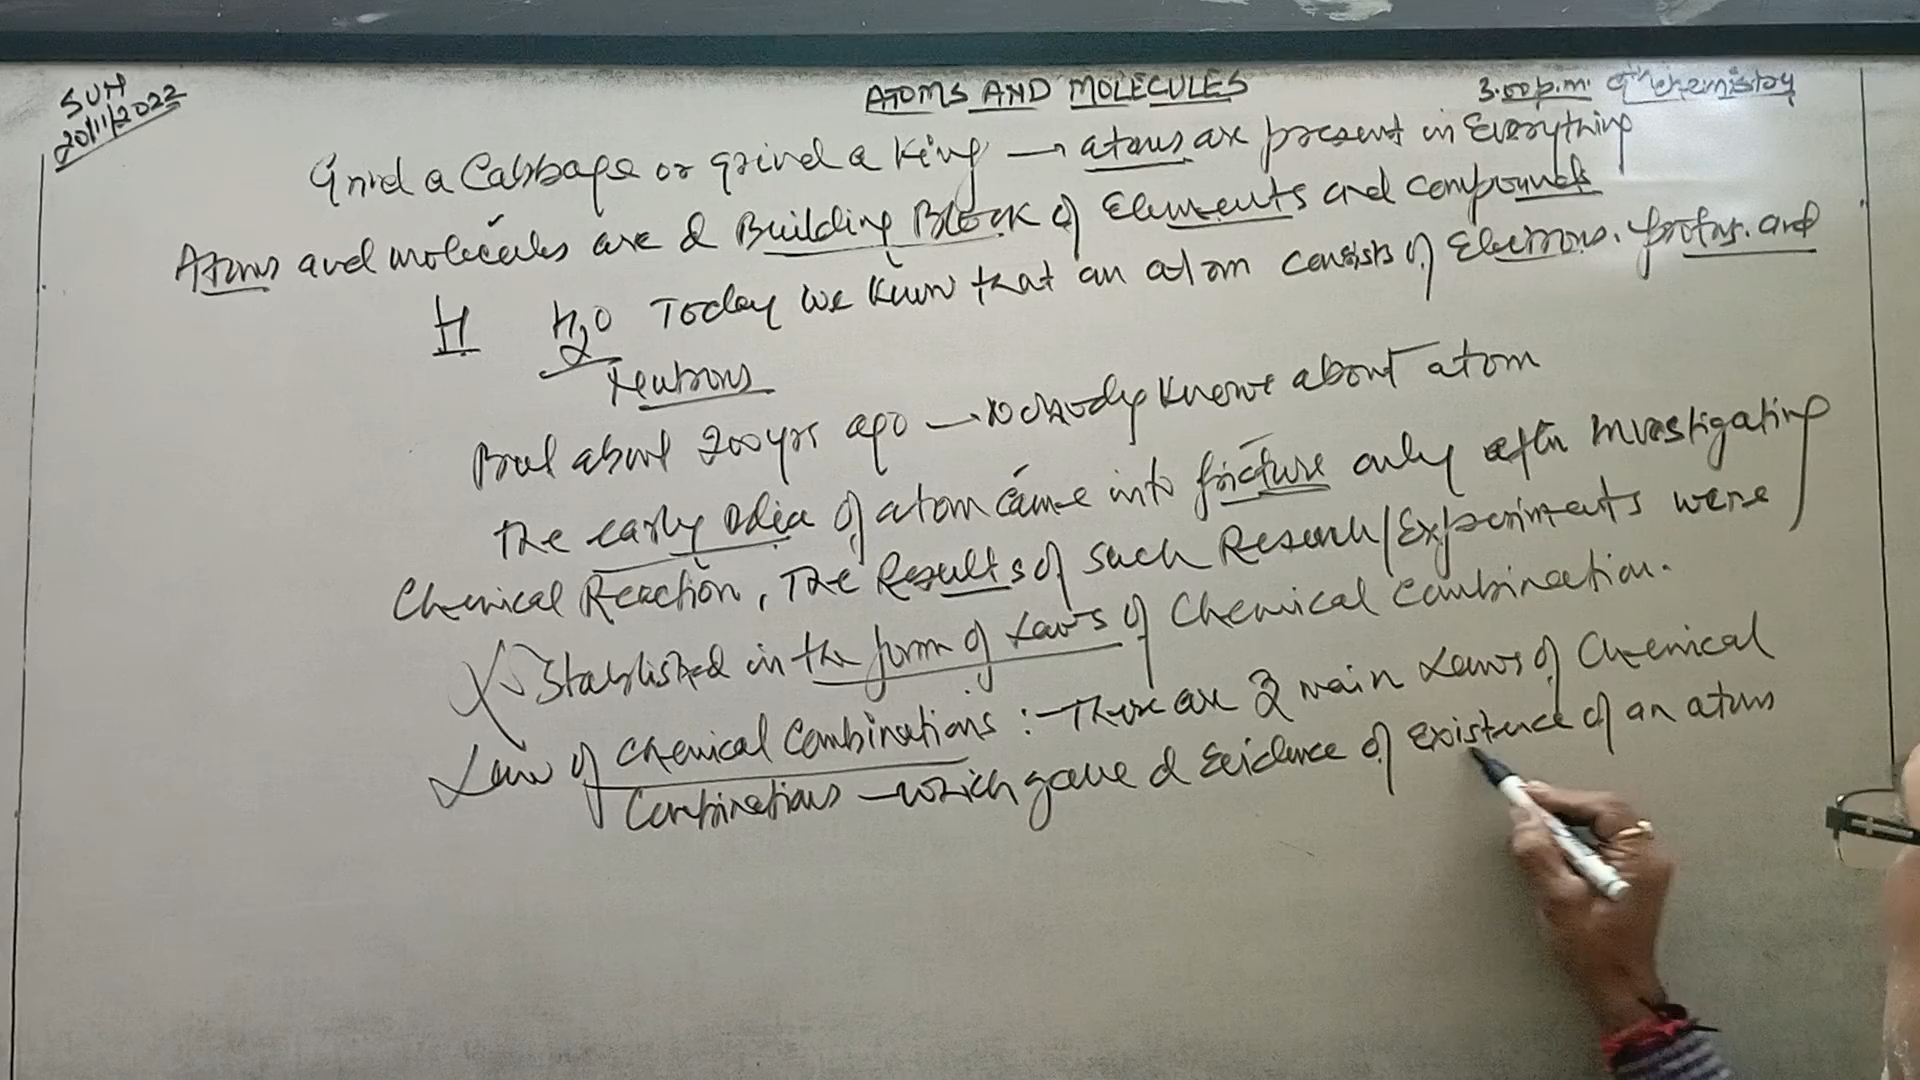 SUN
20/11/2022
ATOMS AND MOLECULES
3.00 p.m. 9th Chemistry
Grind a Cabbage or grind a King → atoms are present in Everything
Atoms and molecules are d Building Block of Elements and compounds
H H2O Today we know that an atom consists of Electrons. Protons. and
Neutrons
But about 200 yrs ago → Nobody knows about atom
The early Idea of atom came into picture only after Investigating
Chemical Reaction, The Results of such Research/Experiments were
Established in the form of Laws of Chemical Combination.
Law of Chemical Combinations :- There are 2 main Laws of Chemical
Combinations - which gave d Evidence of existence of an atom